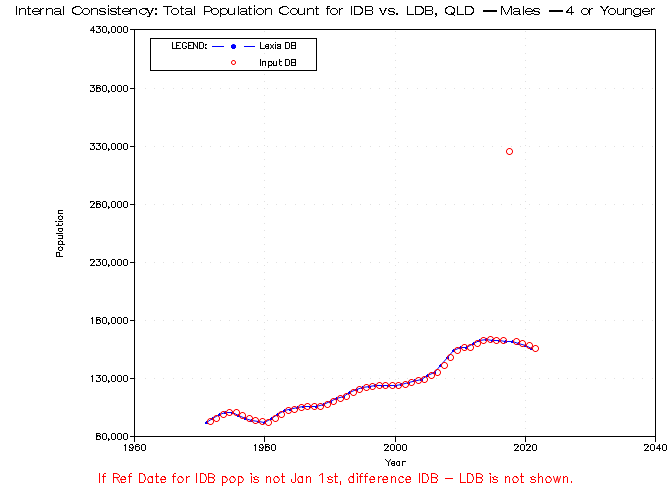 Internal Consistency: Total Population Count for IDB vs. LDB, QLD — Males — 4 or Younger
430,000
LEGEND: Lexis DB
Input DB
380,000
330,000
280,000
Population
230,000
180,000
130,000
80,000
1960 1980 2000 2020 2040
Year
If Ref Date for IDB pop is not Jan 1st, difference IDB - LDB is not shown.